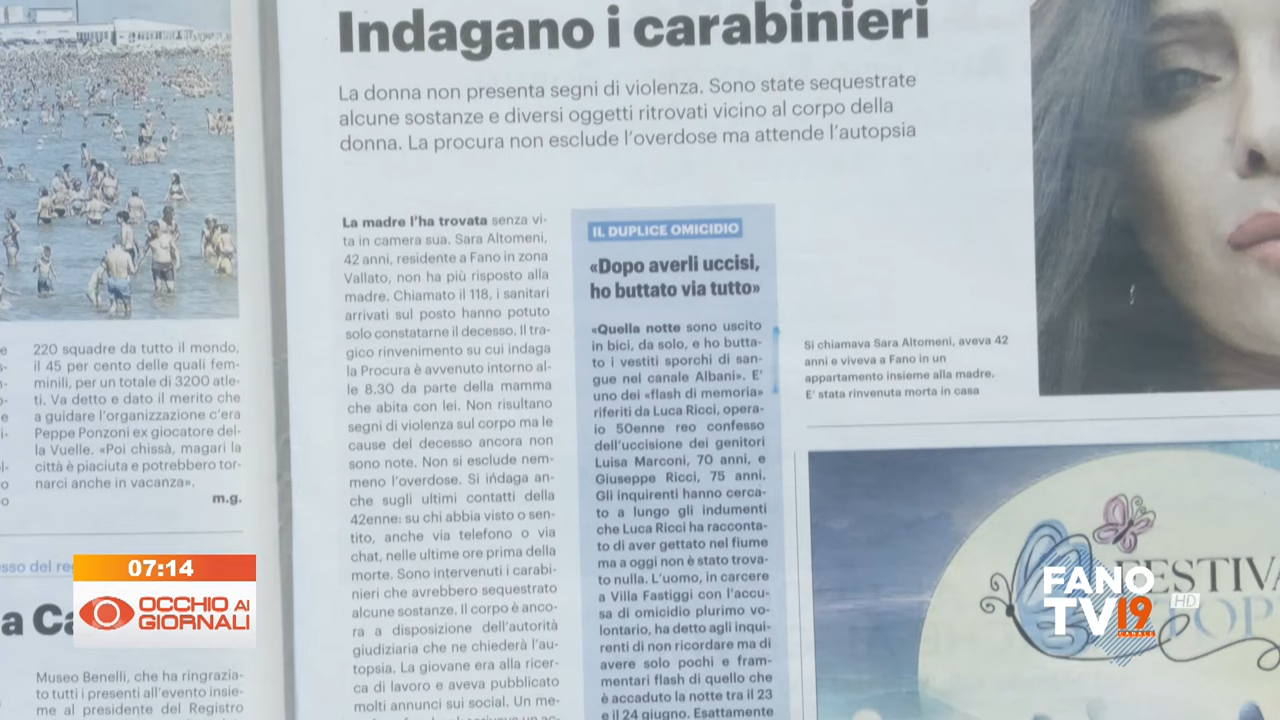 Indagano i carabinieri
La donna non presenta segni di violenza. Sono state sequestrate
alcune sostanze e diversi oggetti ritrovati vicino al corpo della
donna. La procura non esclude l'overdose ma attende l'autopsia
La madre l'ha trovata senza vi-
ta in camera sua. Sara Altomeni,
42 anni, residente a Fano in zona
Vallato, non ha più risposto alla
madre. Chiamato il 118, i sanitari
arrivati sul posto hanno potuto
solo constatarne il decesso. Il tra-
gico rinvenimento su cui indaga
la Procura è avvenuto intorno al-
le 8.30 da parte della mamma
che abita con lei. Non risultano
segni di violenza sul corpo ma le
cause del decesso ancora non
sono note. Non si esclude nem-
meno l'overdose. Si indaga an-
che sugli ultimi contatti della
42enne: su chi abbia visto o sen-
tito, anche via telefono o via
chat, nelle ultime ore prima della
morte. Sono intervenuti i carabi-
nieri che avrebbero sequestrato
alcune sostanze. Il corpo è anco-
ra a disposizione dell'autorità
giudiziaria che ne chiederà l'au-
topsia. La giovane era alla ricer-
ca di lavoro e aveva pubblicato
molti annunci sui social. Un me-
IL DUPLICE OMICIDIO
«Dopo averli uccisi,
ho buttato via tutto»
«Quella notte sono uscito
in bici, da solo, e ho butta-
to i vestiti sporchi di san-
gue nel canale Albani». E'
uno dei «flash di memoria»
riferiti da Luca Ricci, opera-
io 50enne reo confesso
dell'uccisione dei genitori
Luisa Marconi, 70 anni, e
Giuseppe Ricci, 75 anni.
Gli inquirenti hanno cerca-
to a lungo gli indumenti
che Luca Ricci ha racconta-
to di aver gettato nel fiume
ma a oggi non è stato trova-
to nulla. L'uomo, in carcere
a Villa Fastiggi con l'accu-
sa di omicidio plurimo vo-
lontario, ha detto agli inqui-
renti di non ricordare ma di
avere solo pochi e fram-
mentari flash di quello che
è accaduto la notte tra il 23
e il 24 giugno. Esattamente
Si chiamava Sara Altomeni, aveva 42
anni e viveva a Fano in un
appartamento insieme alla madre.
E' stata rinvenuta morta in casa
220 squadre da tutto il mondo,
il 45 per cento delle quali fem-
minili, per un totale di 3200 atle-
ti. Va detto e dato il merito che
a guidare l'organizzazione c'era
Peppe Ponzoni ex giocatore del-
la Vuelle. «Poi chissà, magari la
città è piaciuta e potrebbero tor-
narci anche in vacanza».
m.g.
sso del re
a Ca
Museo Benelli, che ha ringrazia-
to tutti i presenti all'evento insie-
me al presidente del Registro
07:14
OCCHIO AI
GIORNALI
FESTIVA
FANO
TV19 HD
CANALE